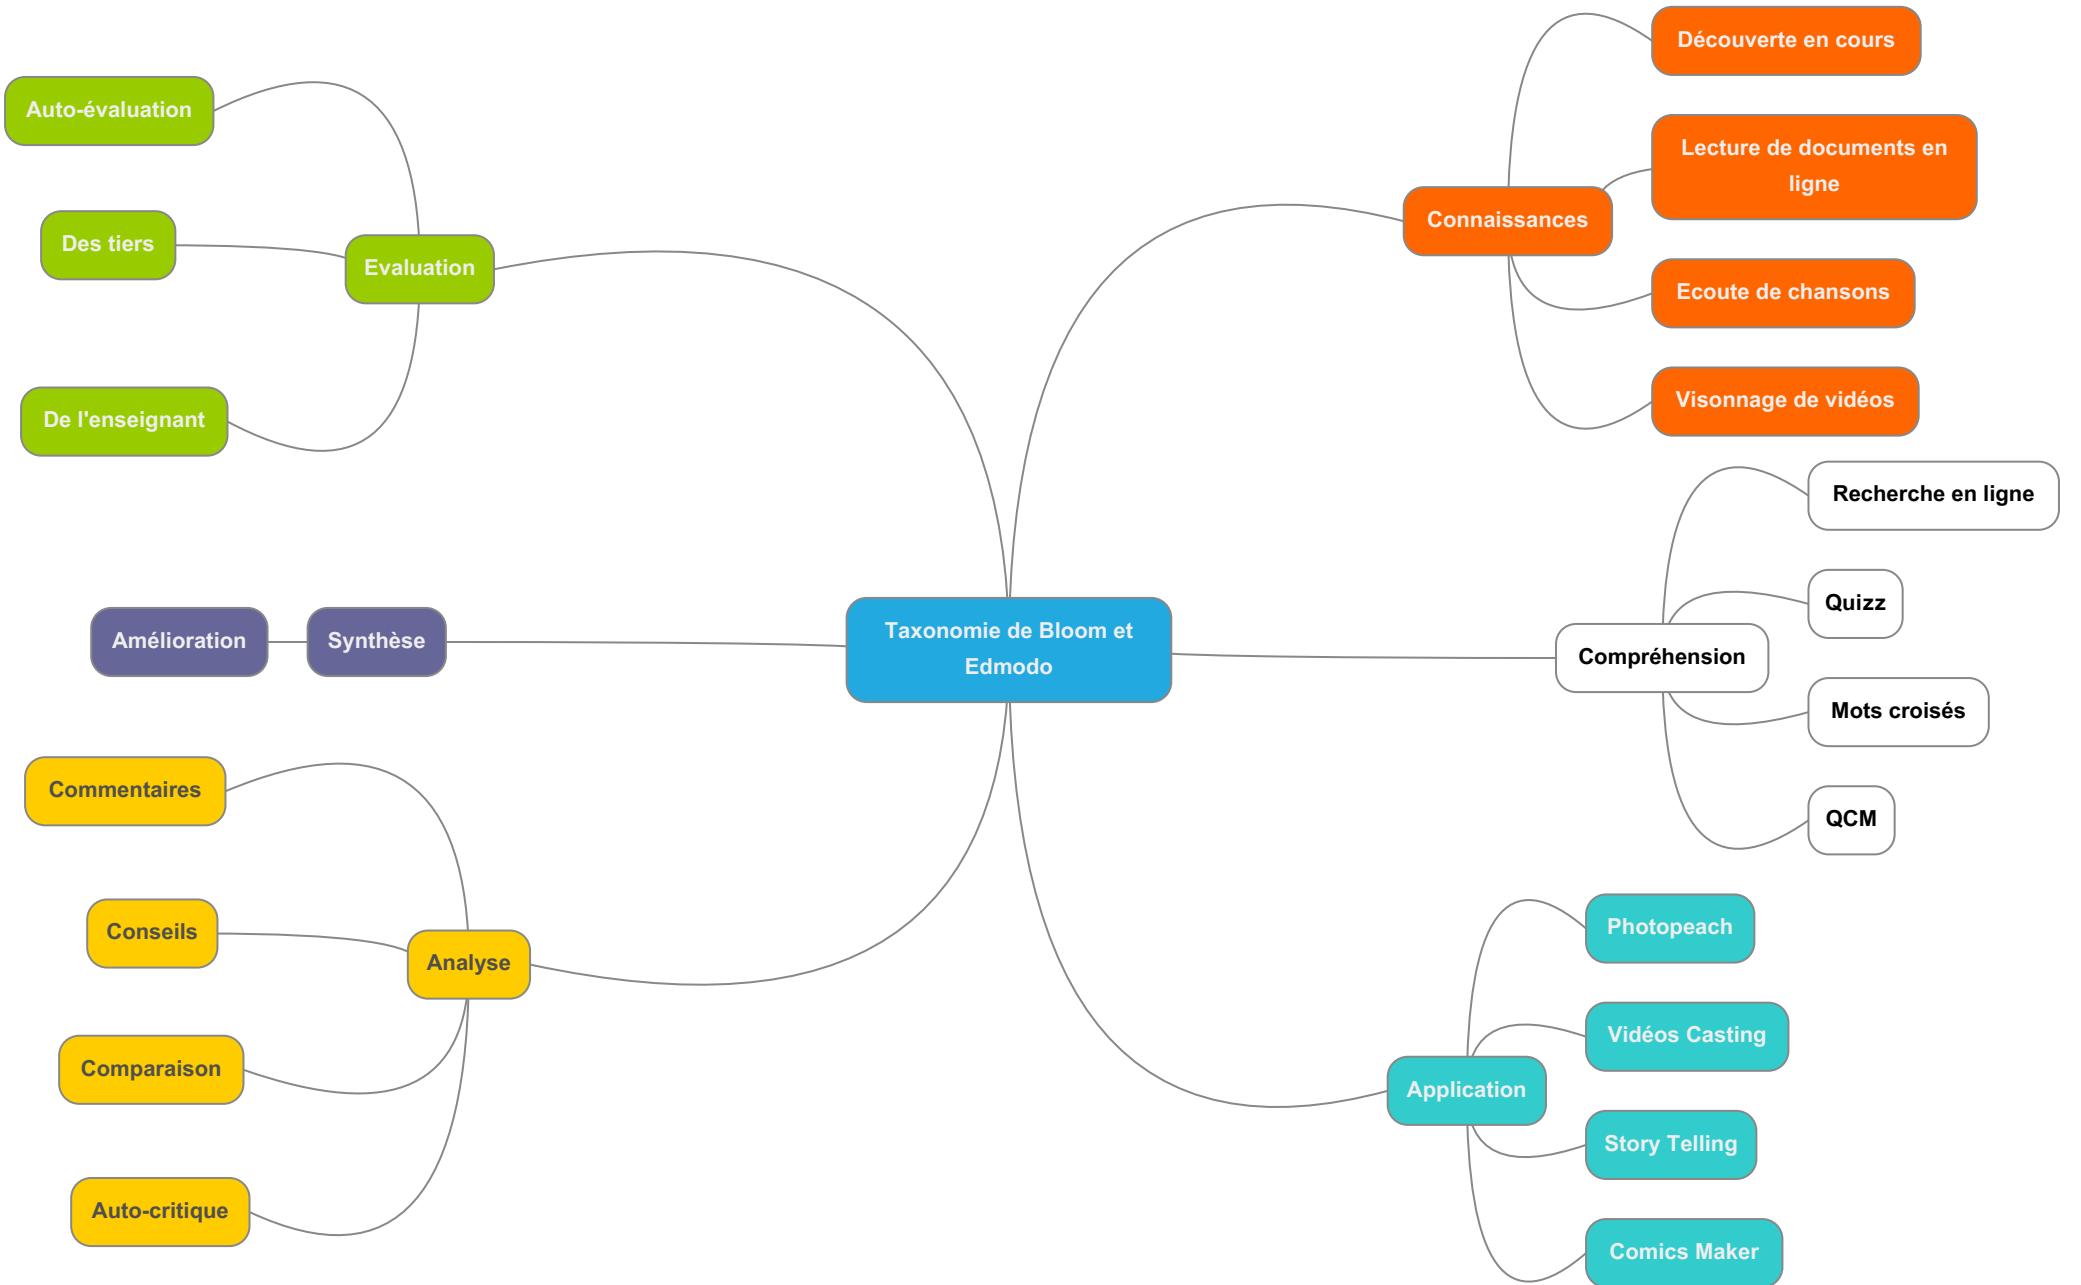 Taxonomie de Bloom et
Edmodo
Connaissances
Découverte en cours
Lecture de documents en
ligne
Ecoute de chansons
Visonnage de vidéos
Compréhension
Recherche en ligne
Quizz
Mots croisés
QCM
Application
Photopeach
Vidéos Casting
Story Telling
Comics Maker
Analyse
Commentaires
Conseils
Comparaison
Auto-critique
Synthèse
Amélioration
Evaluation
Auto-évaluation
Des tiers
De l'enseignant